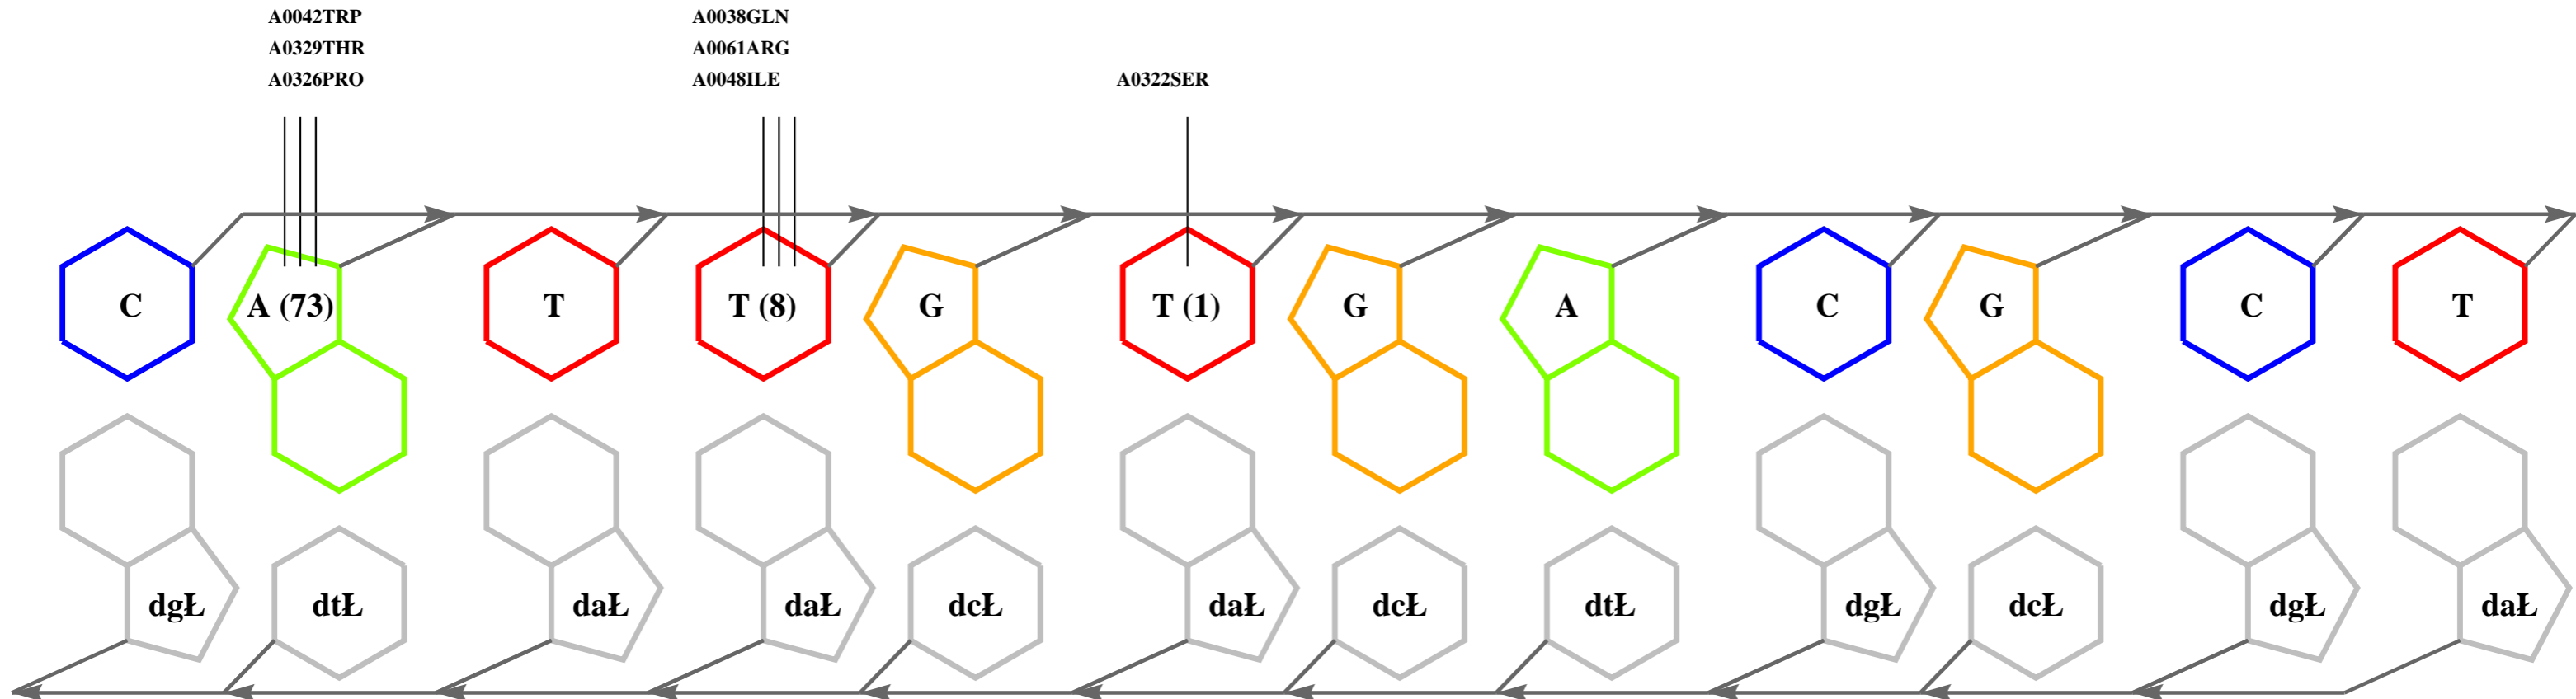 A0042TRP A0038GLN
A0329THR A0061ARG
A0326PRO A0048ILE A0322SER
C A (73) T T (8) G T (1) G A C G C T
dgŁ dtŁ daŁ daŁ dcŁ daŁ dcŁ dtŁ dgŁ dcŁ dgŁ daŁ